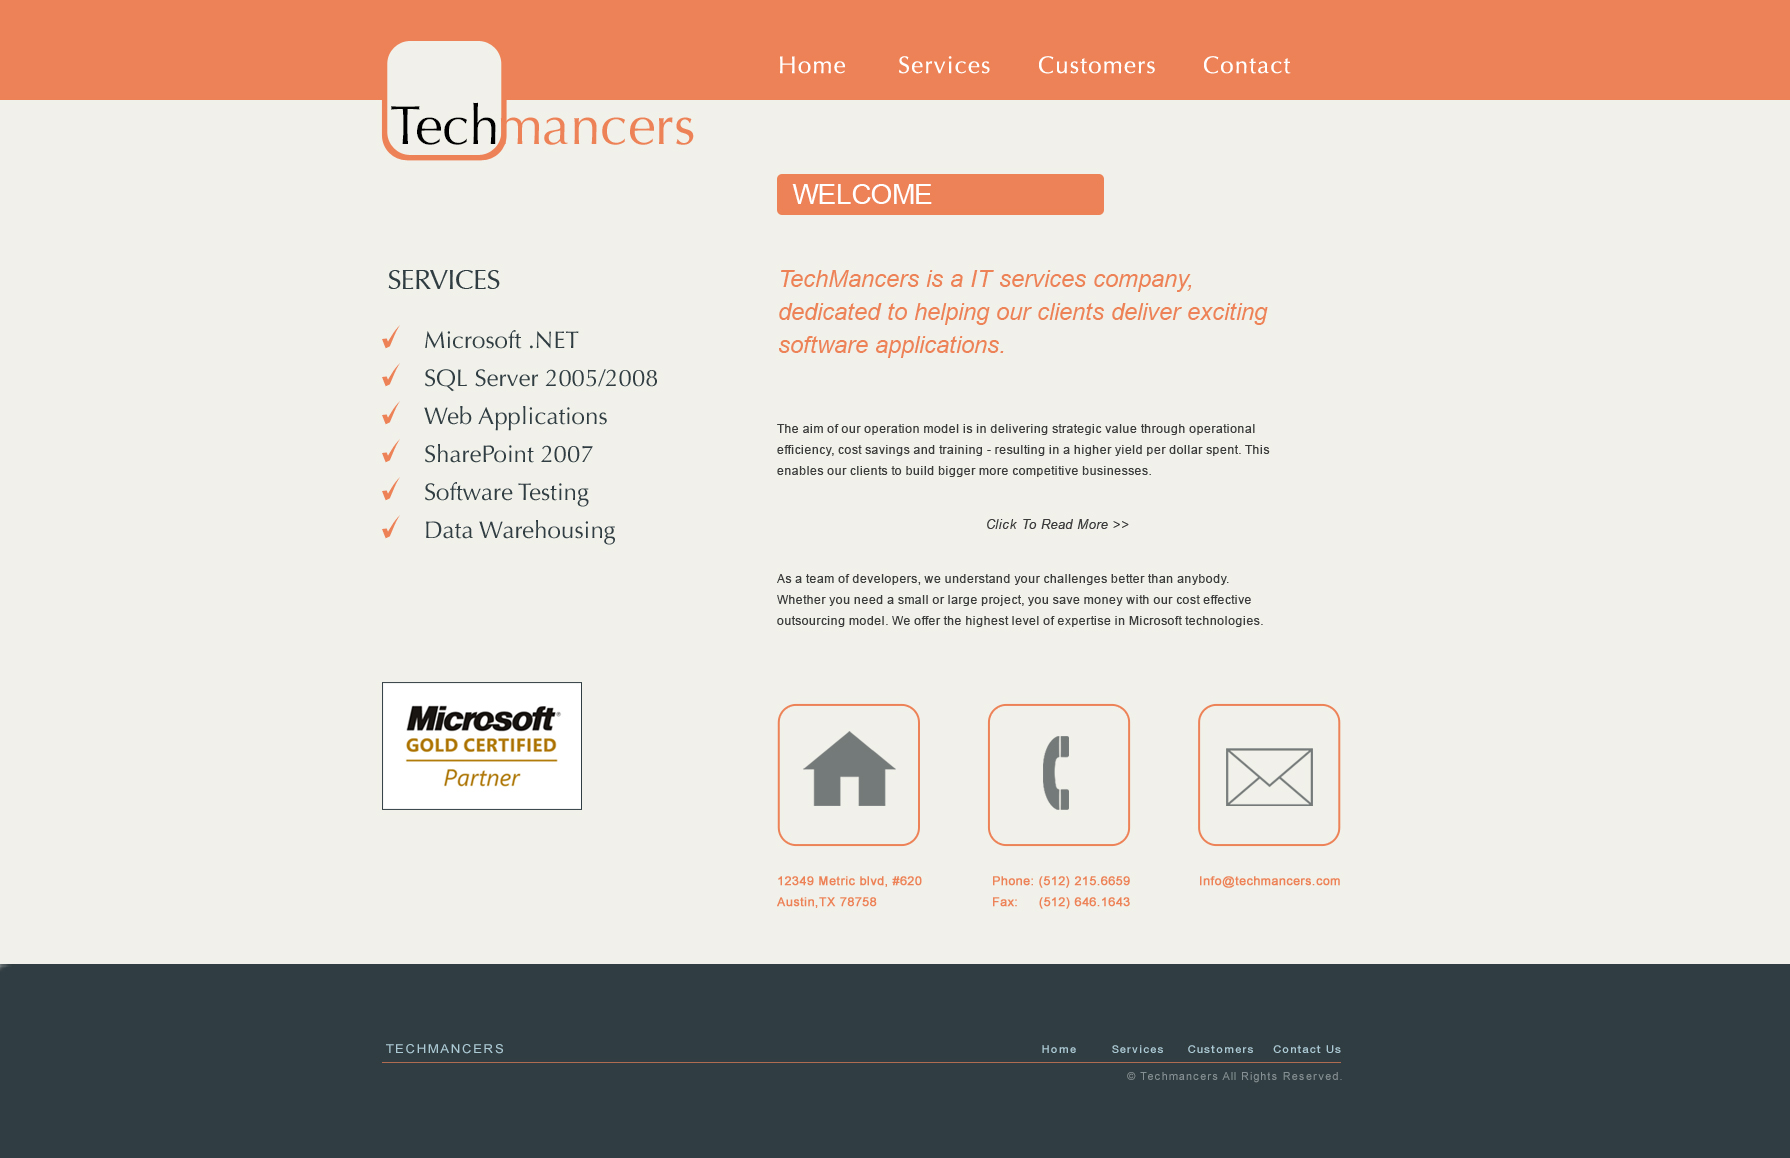 Home Services Customers Contact
Techmancers
WELCOME
SERVICES
Microsoft .NET
SQL Server 2005/2008
Web Applications
SharePoint 2007
Software Testing
Data Warehousing
TechMancers is a IT services company,
dedicated to helping our clients deliver exciting
software applications.
The aim of our operation model is in delivering strategic value through operational
efficiency, cost savings and training - resulting in a higher yield per dollar spent. This
enables our clients to build bigger more competitive businesses.
Click To Read More >>
As a team of developers, we understand your challenges better than anybody.
Whether you need a small or large project, you save money with our cost effective
outsourcing model. We offer the highest level of expertise in Microsoft technologies.
Microsoft®
GOLD CERTIFIED
Partner
12349 Metric blvd, #620
Austin,TX 78758
Phone: (512) 215.6659
Fax: (512) 646.1643
Info@techmancers.com
TECHMANCERS
Home Services Customers Contact Us
© Techmancers All Rights Reserved.